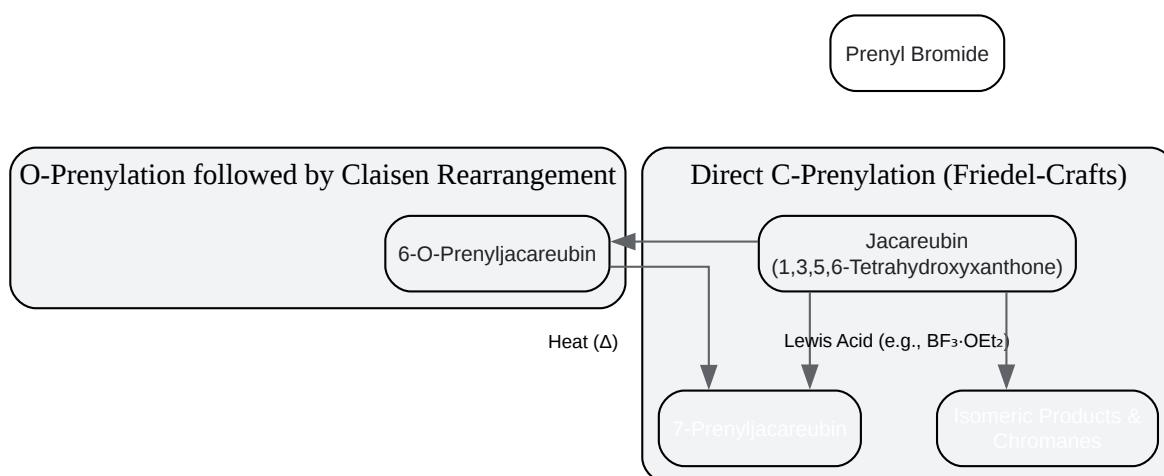 Prenyl Bromide
O-Prenylation followed by Claisen Rearrangement
Direct C-Prenylation (Friedel-Crafts)
6-O-Prenyljacareubin
Jacareubin
(1,3,5,6-Tetrahydroxyxanthone)
Heat (Δ)
Lewis Acid (e.g., BF₃·OEt₂)
7-Prenyljacareubin
Isomeric Products &
Chromanes